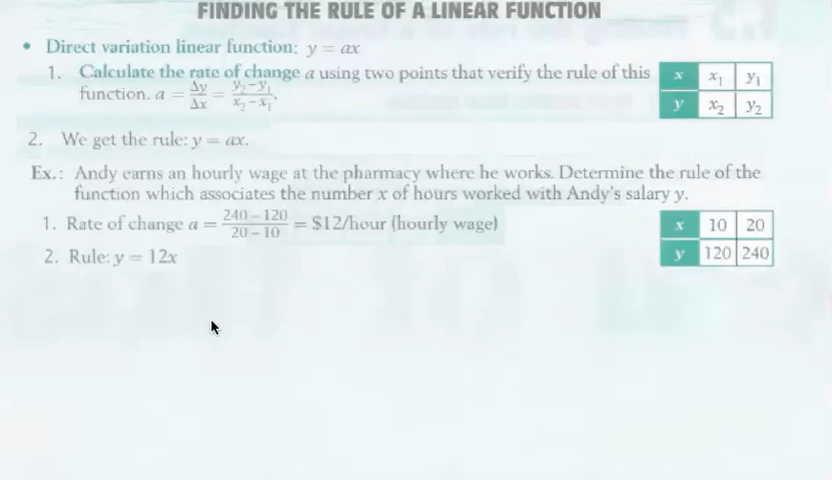 FINDING THE RULE OF A LINEAR FUNCTION
• Direct variation linear function: y = ax
1. Calculate the rate of change a using two points that verify the rule of this
function. a = Δy/Δx = y₂−y₁/x₂−x₁.
x x₁ y₁
y x₂ y₂
2. We get the rule: y = ax.
Ex.: Andy earns an hourly wage at the pharmacy where he works. Determine the rule of the
function which associates the number x of hours worked with Andy's salary y.
1. Rate of change a = 240 − 120/20 − 10 = $12/hour (hourly wage)
2. Rule: y = 12x
x 10 20
y 120 240